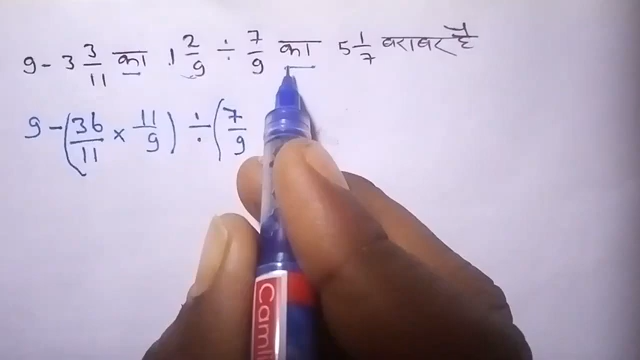 9 - 3 3/11 का 1 2/9 ÷ 7/9 का 5 1/7 बराबर है
9 - (36/11 × 11/9) ÷ (7/9
Camli